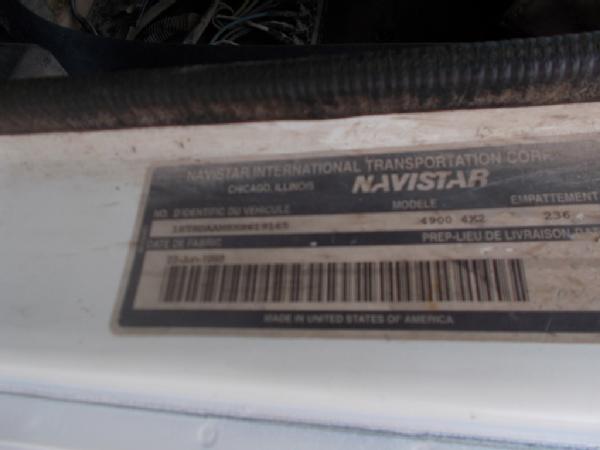 NAVISTAR INTERNATIONAL TRANSPORTATION CORP.
CHICAGO, ILLINOIS NAVISTAR
NO. D'IDENTIFIC DU VEHICULE MODELE EMPATTEMENT
4900 4X2 236
DATE DE FABRIC PREP-LIEU DE LIVRAISON
MADE IN UNITED STATES OF AMERICA